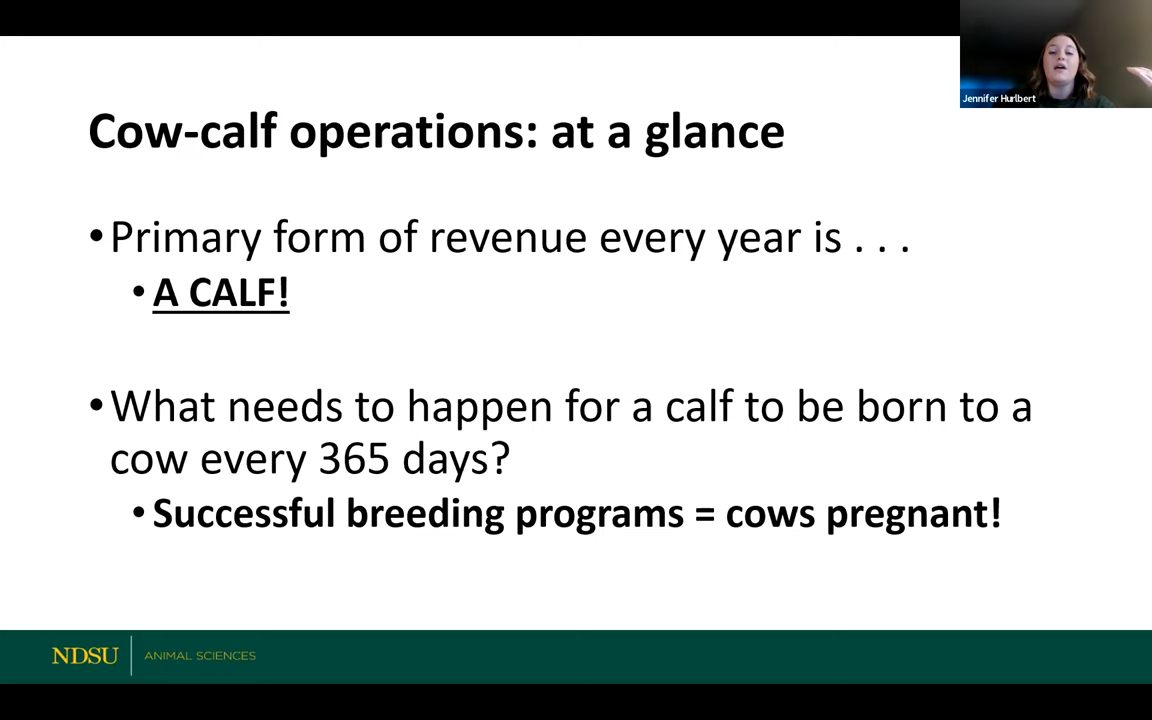 Jennifer Hurlbert
Cow-calf operations: at a glance
•Primary form of revenue every year is . . .
•A CALF!
•What needs to happen for a calf to be born to a
cow every 365 days?
•Successful breeding programs = cows pregnant!
NDSU
ANIMAL SCIENCES